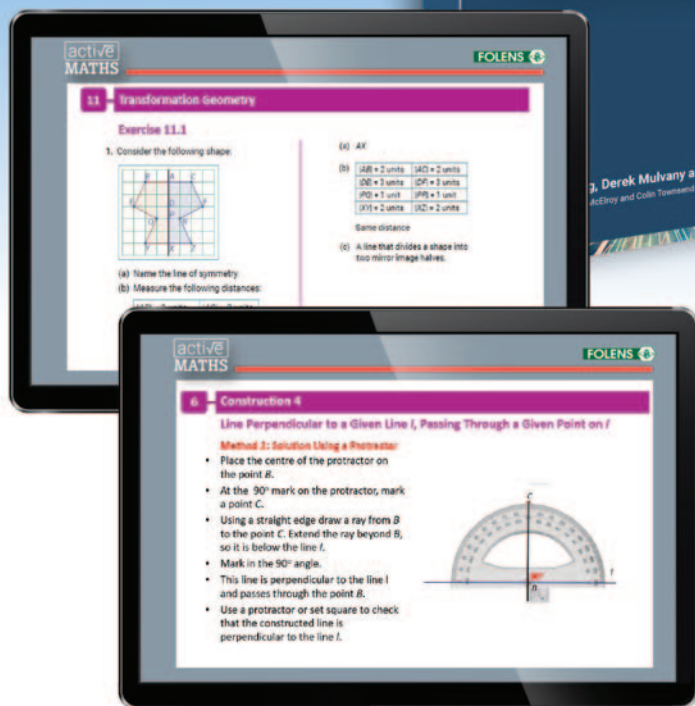 active
MATHS
FOLENS
11 Transformation Geometry
Exercise 11.1
1. Consider the following shape:
(a) Name the line of symmetry.
(b) Measure the following distances:
(a) AX
(b) |AB| = 2 units |AC| = 2 units
|DE| = 3 units |DF| = 3 units
|PQ| = 1 unit |PR| = 1 unit
|XY| = 2 units |XZ| = 2 units
Same distance
(c) A line that divides a shape into
two mirror image halves.
g, Derek Mulvany a
McElroy and Colin Townsend
active
MATHS
FOLENS
6 Construction 4
Line Perpendicular to a Given Line l, Passing Through a Given Point on l
Method 1: Solution Using a Protractor
• Place the centre of the protractor on
the point B.
• At the 90° mark on the protractor, mark
a point C.
• Using a straight edge draw a ray from B
to the point C. Extend the ray beyond B,
so it is below the line l.
• Mark in the 90° angle.
• This line is perpendicular to the line l
and passes through the point B.
• Use a protractor or set square to check
that the constructed line is
perpendicular to the line l.
C
l
B